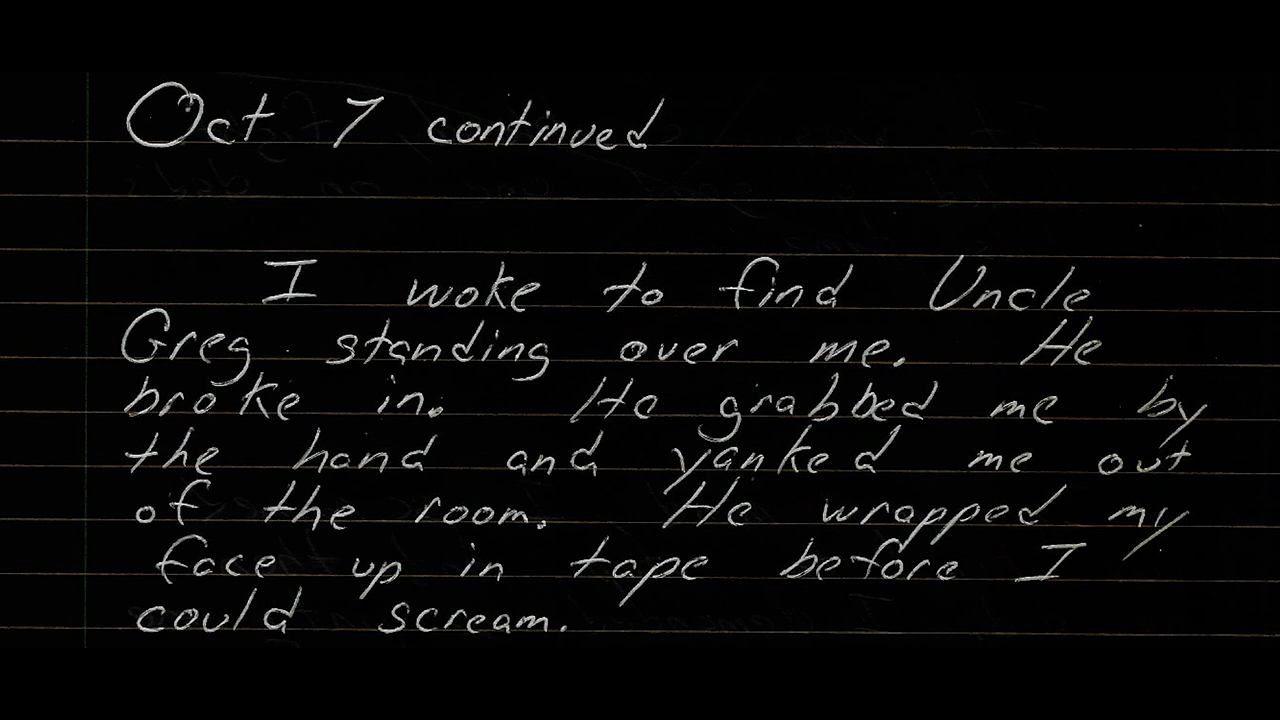 Oct 7 continued
I woke to find Uncle
Greg standing over me. He
broke in. He grabbed me by
the hand and yanked me out
of the room. He wrapped my
face up in tape before I
could scream.